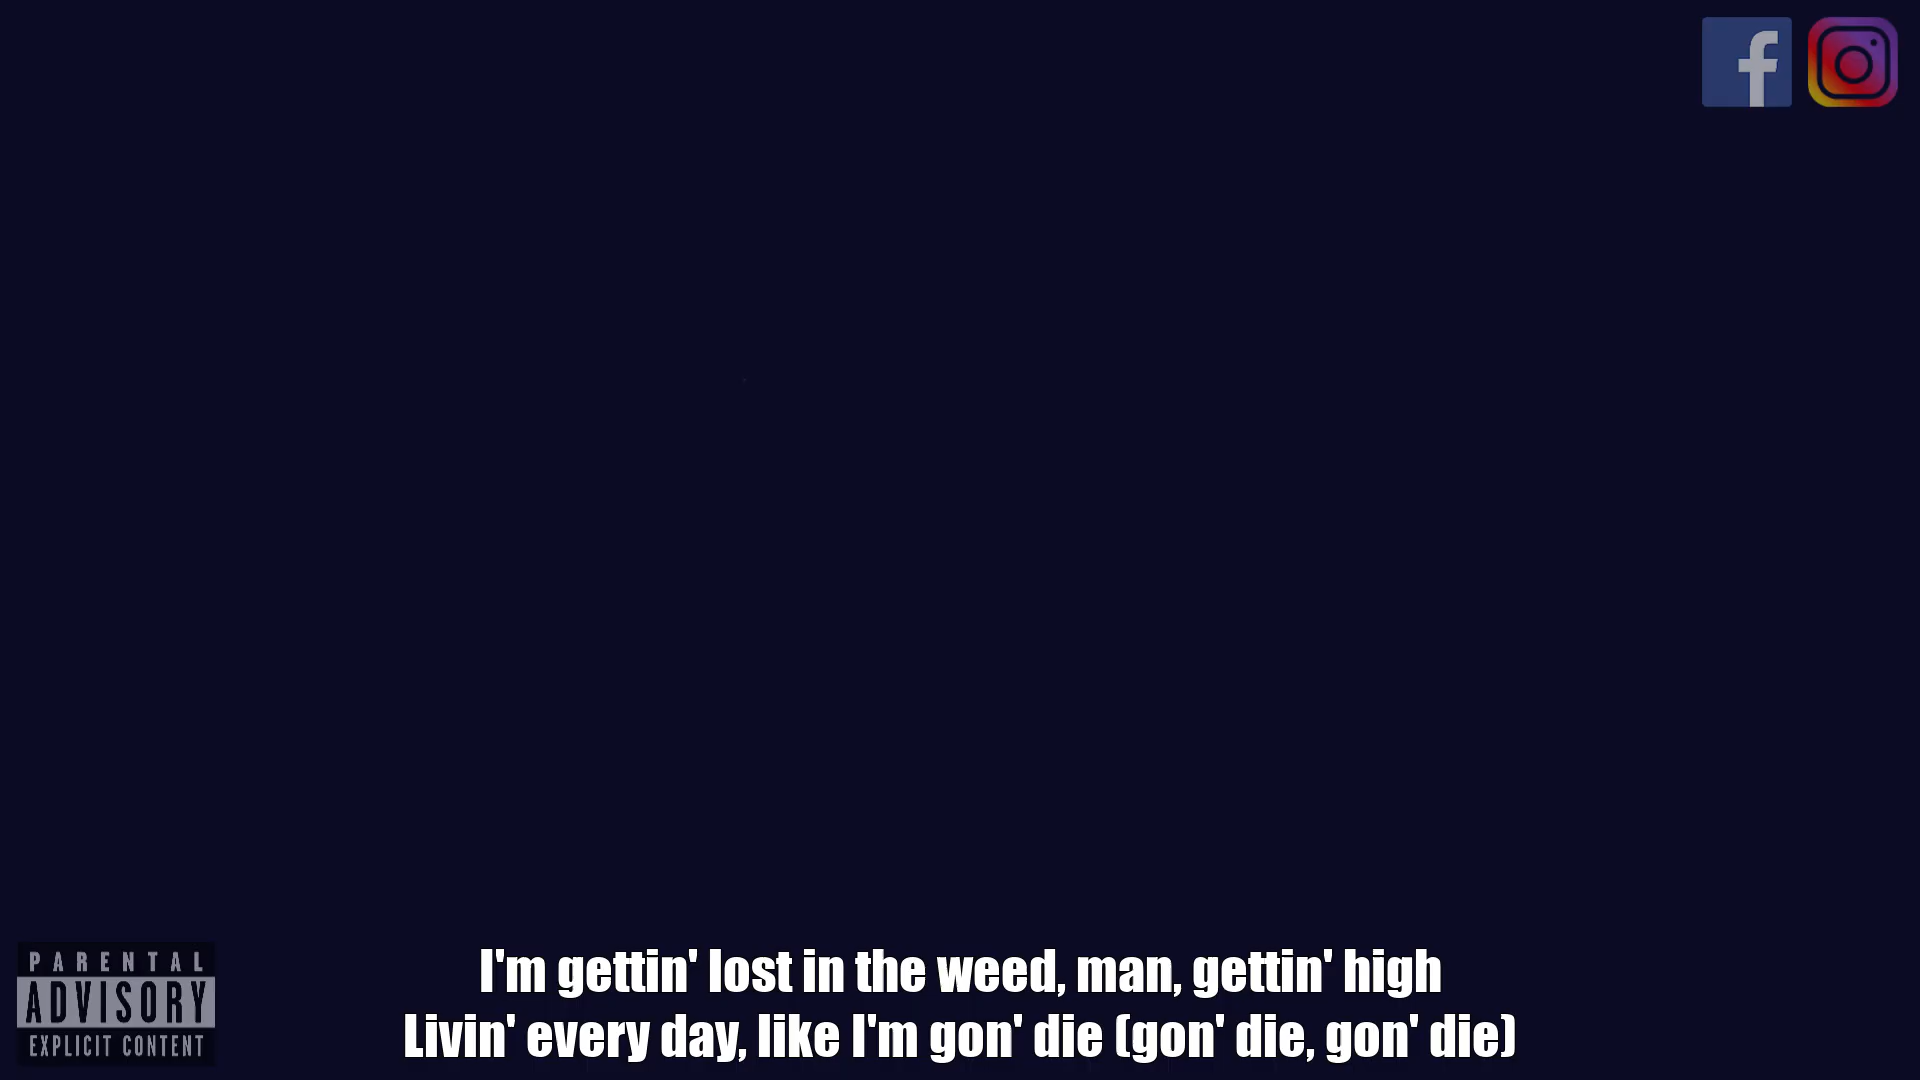 PARENTAL
ADVISORY
EXPLICIT CONTENT
I'm gettin' lost in the weed, man, gettin' high
Livin' every day, like I'm gon' die (gon' die, gon' die)